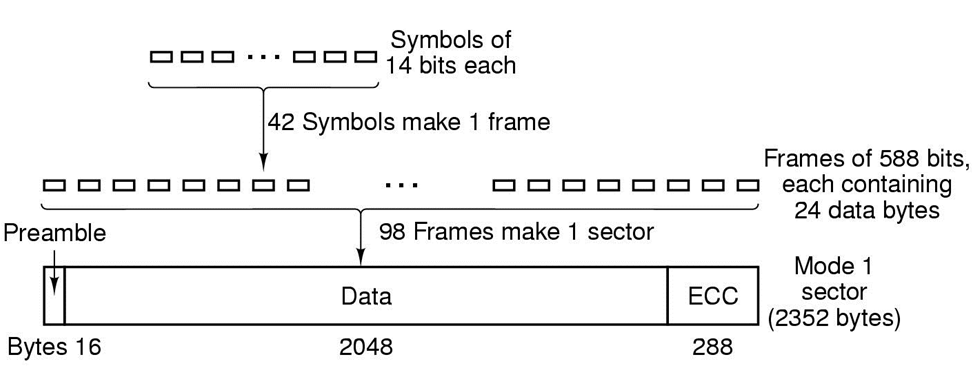 Symbols of
14 bits each
42 Symbols make 1 frame
Frames of 588 bits,
each containing
24 data bytes
Preamble
98 Frames make 1 sector
Mode 1
sector
(2352 bytes)
Data
ECC
Bytes 16
2048
288